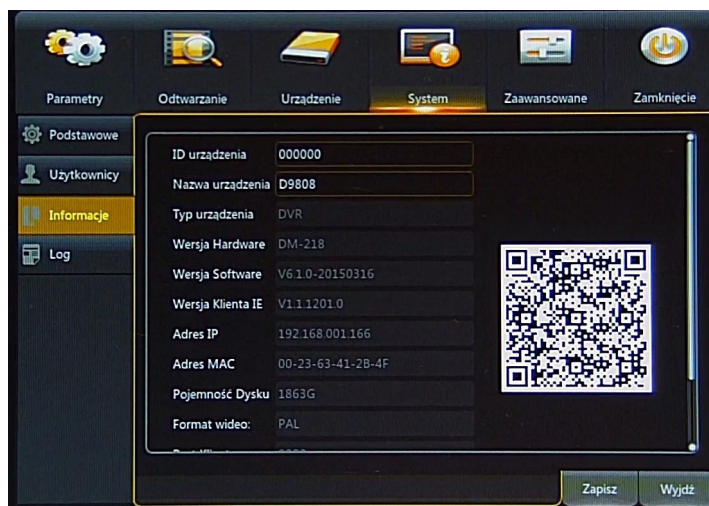 Parametry Odtwarzanie Urządzenie System Zaawansowane Zamknięcie
Podstawowe
Użytkownicy
Informacje
Log
ID urządzenia 000000
Nazwa urządzenia D9808
Typ urządzenia DVR
Wersja Hardware DM-218
Wersja Software V6.1.0-20150316
Wersja Klienta IE V1.1.1201.0
Adres IP 192.168.001.166
Adres MAC 00-23-63-41-2B-4F
Pojemność Dysku 1863G
Format wideo: PAL
Zapisz Wyjdź